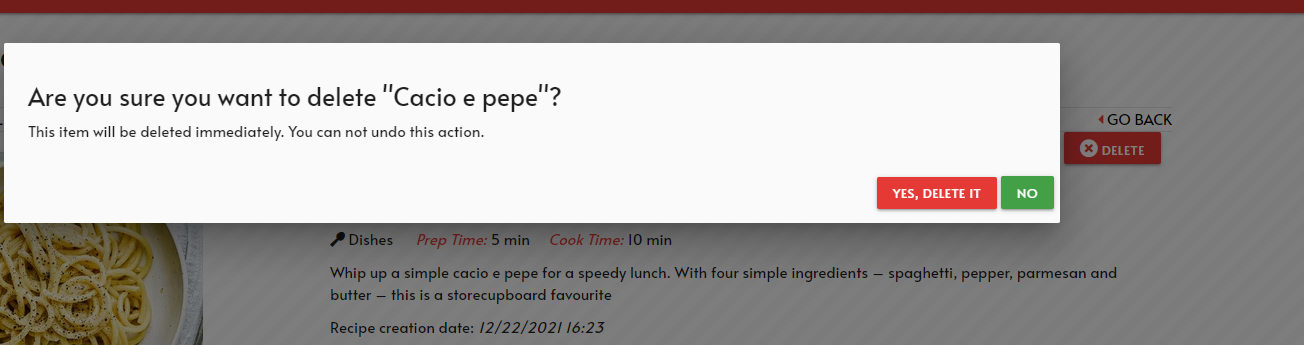 Are you sure you want to delete "Cacio e pepe"?
This item will be deleted immediately. You can not undo this action.
GO BACK
DELETE
YES, DELETE IT NO
Dishes Prep Time: 5 min Cook Time: 10 min
Whip up a simple cacio e pepe for a speedy lunch. With four simple ingredients – spaghetti, pepper, parmesan and
butter – this is a storecupboard favourite
Recipe creation date: 12/22/2021 16:23